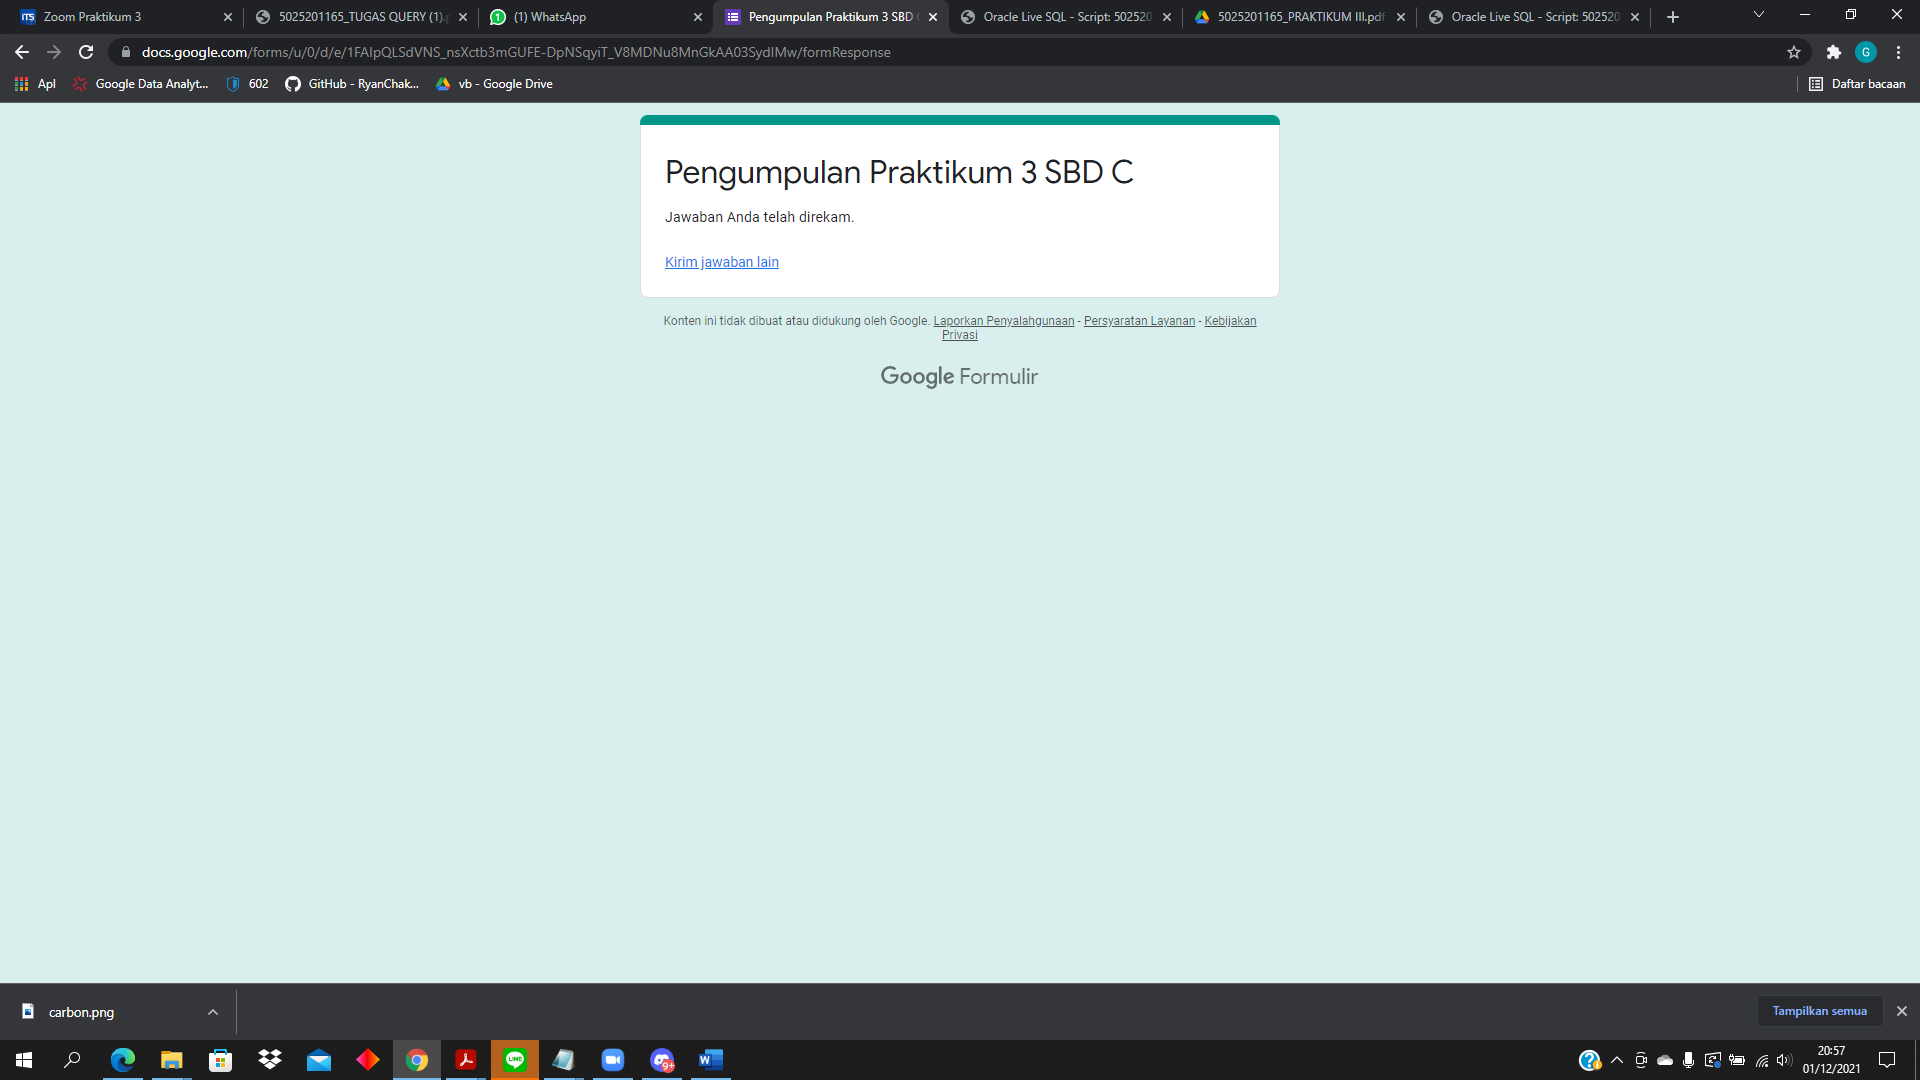 Zoom Praktikum 3
5025201165_TUGAS QUERY (1).p
(1) WhatsApp
Pengumpulan Praktikum 3 SBD C
Oracle Live SQL - Script: 502520
5025201165_PRAKTIKUM III.pdf
Oracle Live SQL - Script: 502520
docs.google.com/forms/u/0/d/e/1FAIpQLSdVNS_nsXctb3mGUFE-DpNSqyiT_V8MDNu8MnGkAA03SydIMw/formResponse
G
Apl
Google Data Analyt...
602
GitHub - RyanChak...
vb - Google Drive
Daftar bacaan
Pengumpulan Praktikum 3 SBD C
Jawaban Anda telah direkam.
Kirim jawaban lain
Konten ini tidak dibuat atau didukung oleh Google. Laporkan Penyalahgunaan - Persyaratan Layanan - Kebijakan
Privasi
Google Formulir
carbon.png
Tampilkan semua
LINE
9+
20:57
01/12/2021